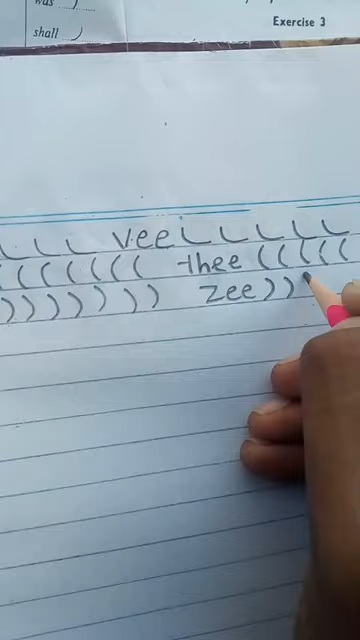 was
Exercise 3
shall )
Vee
thee ( ( ( ( (
) ) ) ) ) ) ) ) Zee ) )